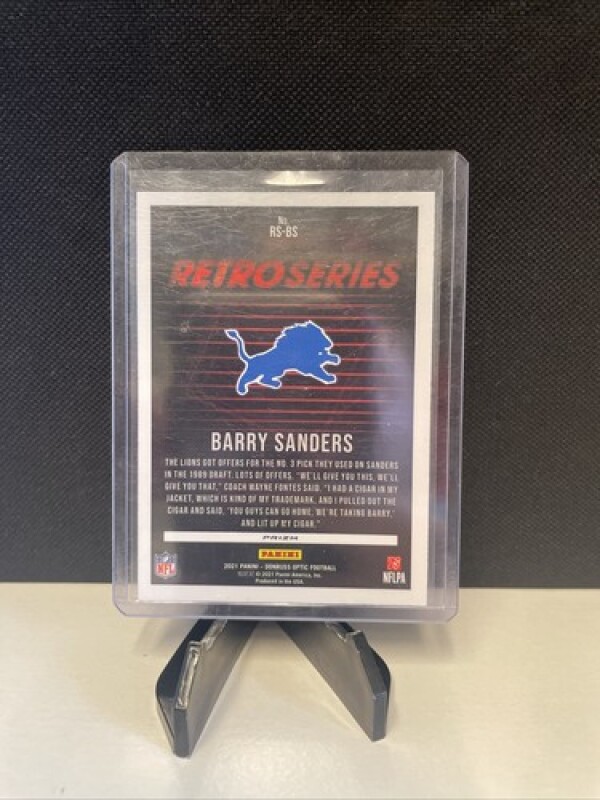 No.
RS-BS
RETRO SERIES
BARRY SANDERS
THE LIONS GOT OFFERS FOR THE NO. 3 PICK THEY USED ON SANDERS
IN THE 1989 DRAFT. LOTS OF OFFERS. "WE'LL GIVE YOU THIS, WE'LL
GIVE YOU THAT," COACH WAYNE FONTES SAID. "I HAD A CIGAR IN MY
JACKET, WHICH IS KIND OF MY TRADEMARK, AND I PULLED OUT THE
CIGAR AND SAID, 'YOU GUYS CAN GO HOME, WE'RE TAKING BARRY,'
AND LIT UP MY CIGAR."
PRIZM
PANINI
2021 PANINI - DONRUSS OPTIC FOOTBALL
© 2021 Panini America, Inc.
Produced in the USA.
NFL
NFLPA